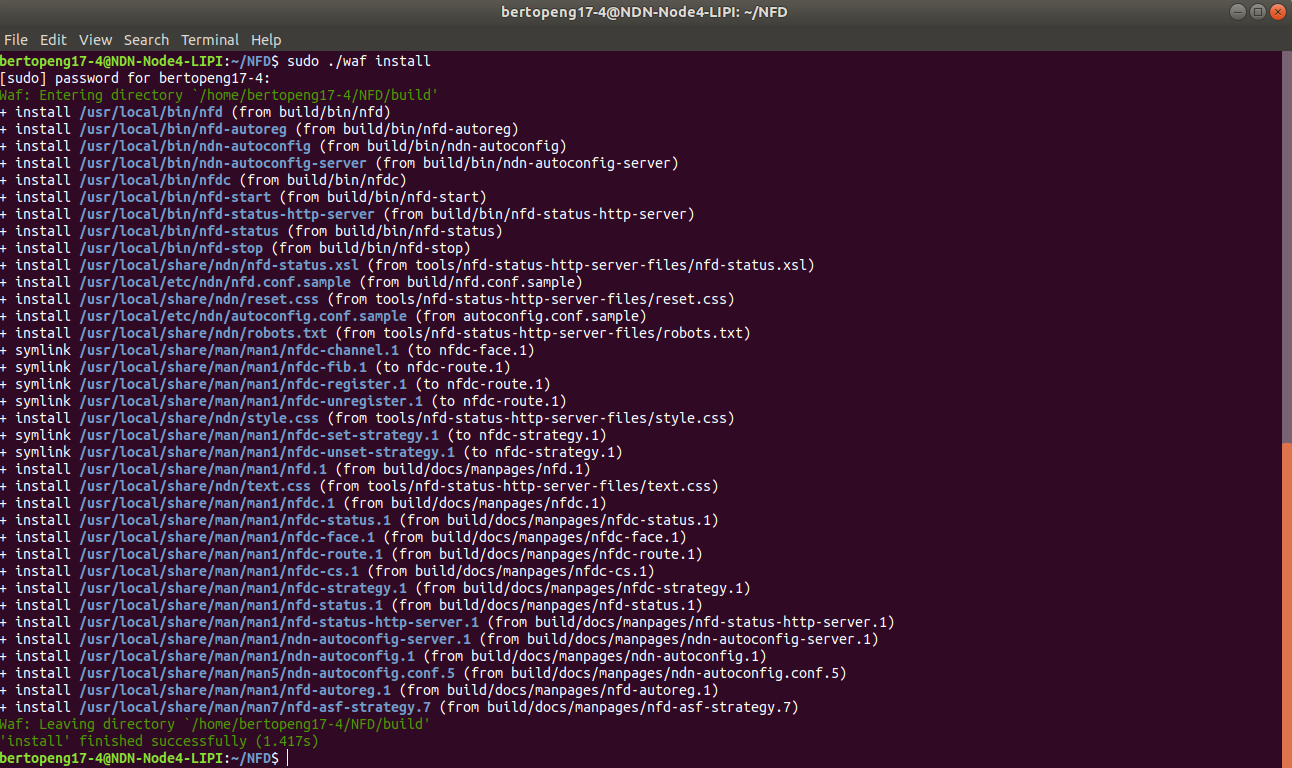 bertopeng17-4@NDN-Node4-LIPI: ~/NFD
File Edit View Search Terminal Help
bertopeng17-4@NDN-Node4-LIPI:~/NFD$ sudo ./waf install
[sudo] password for bertopeng17-4:
Waf: Entering directory `/home/bertopeng17-4/NFD/build'
+ install /usr/local/bin/nfd (from build/bin/nfd)
+ install /usr/local/bin/nfd-autoreg (from build/bin/nfd-autoreg)
+ install /usr/local/bin/ndn-autoconfig (from build/bin/ndn-autoconfig)
+ install /usr/local/bin/ndn-autoconfig-server (from build/bin/ndn-autoconfig-server)
+ install /usr/local/bin/nfdc (from build/bin/nfdc)
+ install /usr/local/bin/nfd-start (from build/bin/nfd-start)
+ install /usr/local/bin/nfd-status-http-server (from build/bin/nfd-status-http-server)
+ install /usr/local/bin/nfd-status (from build/bin/nfd-status)
+ install /usr/local/bin/nfd-stop (from build/bin/nfd-stop)
+ install /usr/local/share/ndn/nfd-status.xsl (from tools/nfd-status-http-server-files/nfd-status.xsl)
+ install /usr/local/etc/ndn/nfd.conf.sample (from build/nfd.conf.sample)
+ install /usr/local/share/ndn/reset.css (from tools/nfd-status-http-server-files/reset.css)
+ install /usr/local/etc/ndn/autoconfig.conf.sample (from autoconfig.conf.sample)
+ install /usr/local/share/ndn/robots.txt (from tools/nfd-status-http-server-files/robots.txt)
+ symlink /usr/local/share/man/man1/nfdc-channel.1 (to nfdc-face.1)
+ symlink /usr/local/share/man/man1/nfdc-fib.1 (to nfdc-route.1)
+ symlink /usr/local/share/man/man1/nfdc-register.1 (to nfdc-route.1)
+ symlink /usr/local/share/man/man1/nfdc-unregister.1 (to nfdc-route.1)
+ install /usr/local/share/ndn/style.css (from tools/nfd-status-http-server-files/style.css)
+ symlink /usr/local/share/man/man1/nfdc-set-strategy.1 (to nfdc-strategy.1)
+ symlink /usr/local/share/man/man1/nfdc-unset-strategy.1 (to nfdc-strategy.1)
+ install /usr/local/share/man/man1/nfd.1 (from build/docs/manpages/nfd.1)
+ install /usr/local/share/ndn/text.css (from tools/nfd-status-http-server-files/text.css)
+ install /usr/local/share/man/man1/nfdc.1 (from build/docs/manpages/nfdc.1)
+ install /usr/local/share/man/man1/nfdc-status.1 (from build/docs/manpages/nfdc-status.1)
+ install /usr/local/share/man/man1/nfdc-face.1 (from build/docs/manpages/nfdc-face.1)
+ install /usr/local/share/man/man1/nfdc-route.1 (from build/docs/manpages/nfdc-route.1)
+ install /usr/local/share/man/man1/nfdc-cs.1 (from build/docs/manpages/nfdc-cs.1)
+ install /usr/local/share/man/man1/nfdc-strategy.1 (from build/docs/manpages/nfdc-strategy.1)
+ install /usr/local/share/man/man1/nfd-status.1 (from build/docs/manpages/nfd-status.1)
+ install /usr/local/share/man/man1/nfd-status-http-server.1 (from build/docs/manpages/nfd-status-http-server.1)
+ install /usr/local/share/man/man1/ndn-autoconfig-server.1 (from build/docs/manpages/ndn-autoconfig-server.1)
+ install /usr/local/share/man/man1/ndn-autoconfig.1 (from build/docs/manpages/ndn-autoconfig.1)
+ install /usr/local/share/man/man5/ndn-autoconfig.conf.5 (from build/docs/manpages/ndn-autoconfig.conf.5)
+ install /usr/local/share/man/man1/nfd-autoreg.1 (from build/docs/manpages/nfd-autoreg.1)
+ install /usr/local/share/man/man7/nfd-asf-strategy.7 (from build/docs/manpages/nfd-asf-strategy.7)
Waf: Leaving directory `/home/bertopeng17-4/NFD/build'
'install' finished successfully (1.417s)
bertopeng17-4@NDN-Node4-LIPI:~/NFD$